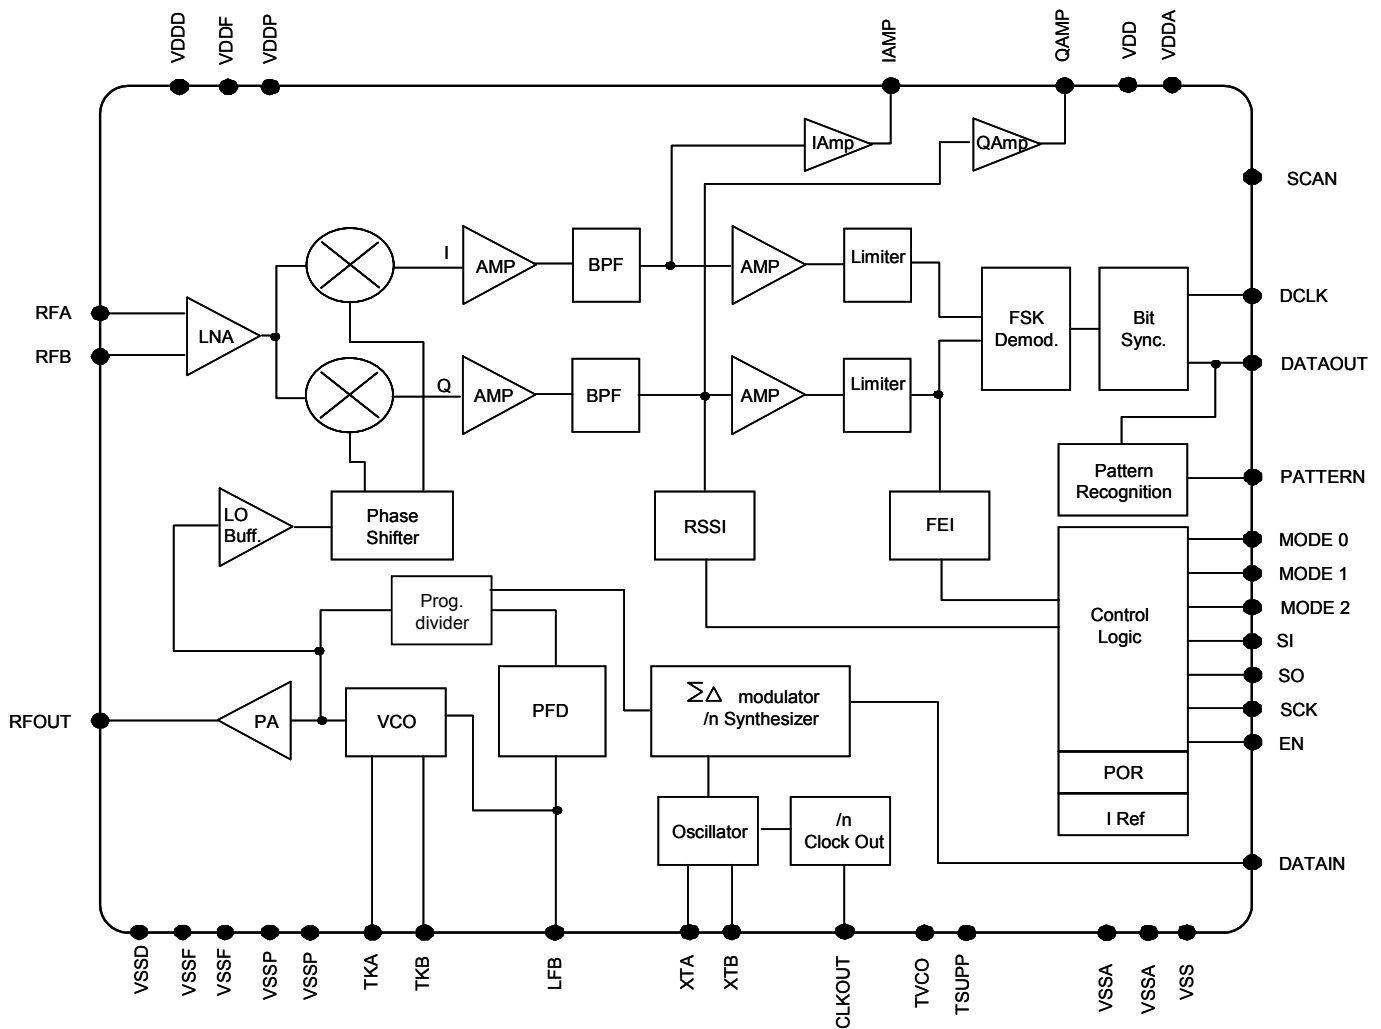 VDDD
VDDF
VDDP
IAMP
QAMP
VDD
VDDA
IAmp
QAmp
SCAN
I
AMP
BPF
AMP
Limiter
RFA
LNA
RFB
FSK
Demod.
Bit
Sync.
DCLK
DATAOUT
Q
AMP
BPF
AMP
Limiter
Pattern
Recognition
PATTERN
LO
Buff.
Phase
Shifter
RSSI
FEI
MODE 0
MODE 1
MODE 2
SI
SO
SCK
EN
Control
Logic
POR
I Ref
Prog.
divider
RFOUT
PA
VCO
PFD
ΣΔ modulator
/n Synthesizer
Oscillator
/n
Clock Out
DATAIN
VSSD
VSSF
VSSF
VSSP
VSSP
TKA
TKB
LFB
XTA
XTB
CLKOUT
TVCO
TSUPP
VSSA
VSSA
VSS